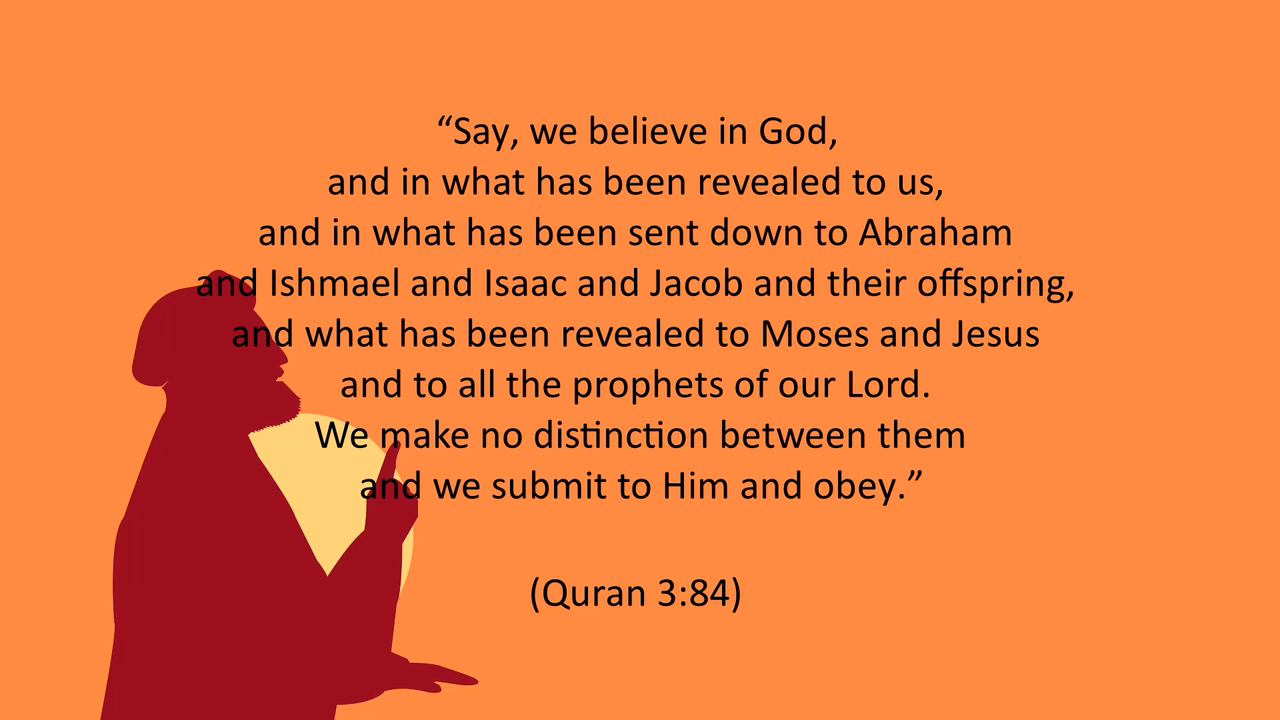 “Say, we believe in God,
and in what has been revealed to us,
and in what has been sent down to Abraham
and Ishmael and Isaac and Jacob and their offspring,
and what has been revealed to Moses and Jesus
and to all the prophets of our Lord.
We make no distinction between them
and we submit to Him and obey.”
(Quran 3:84)